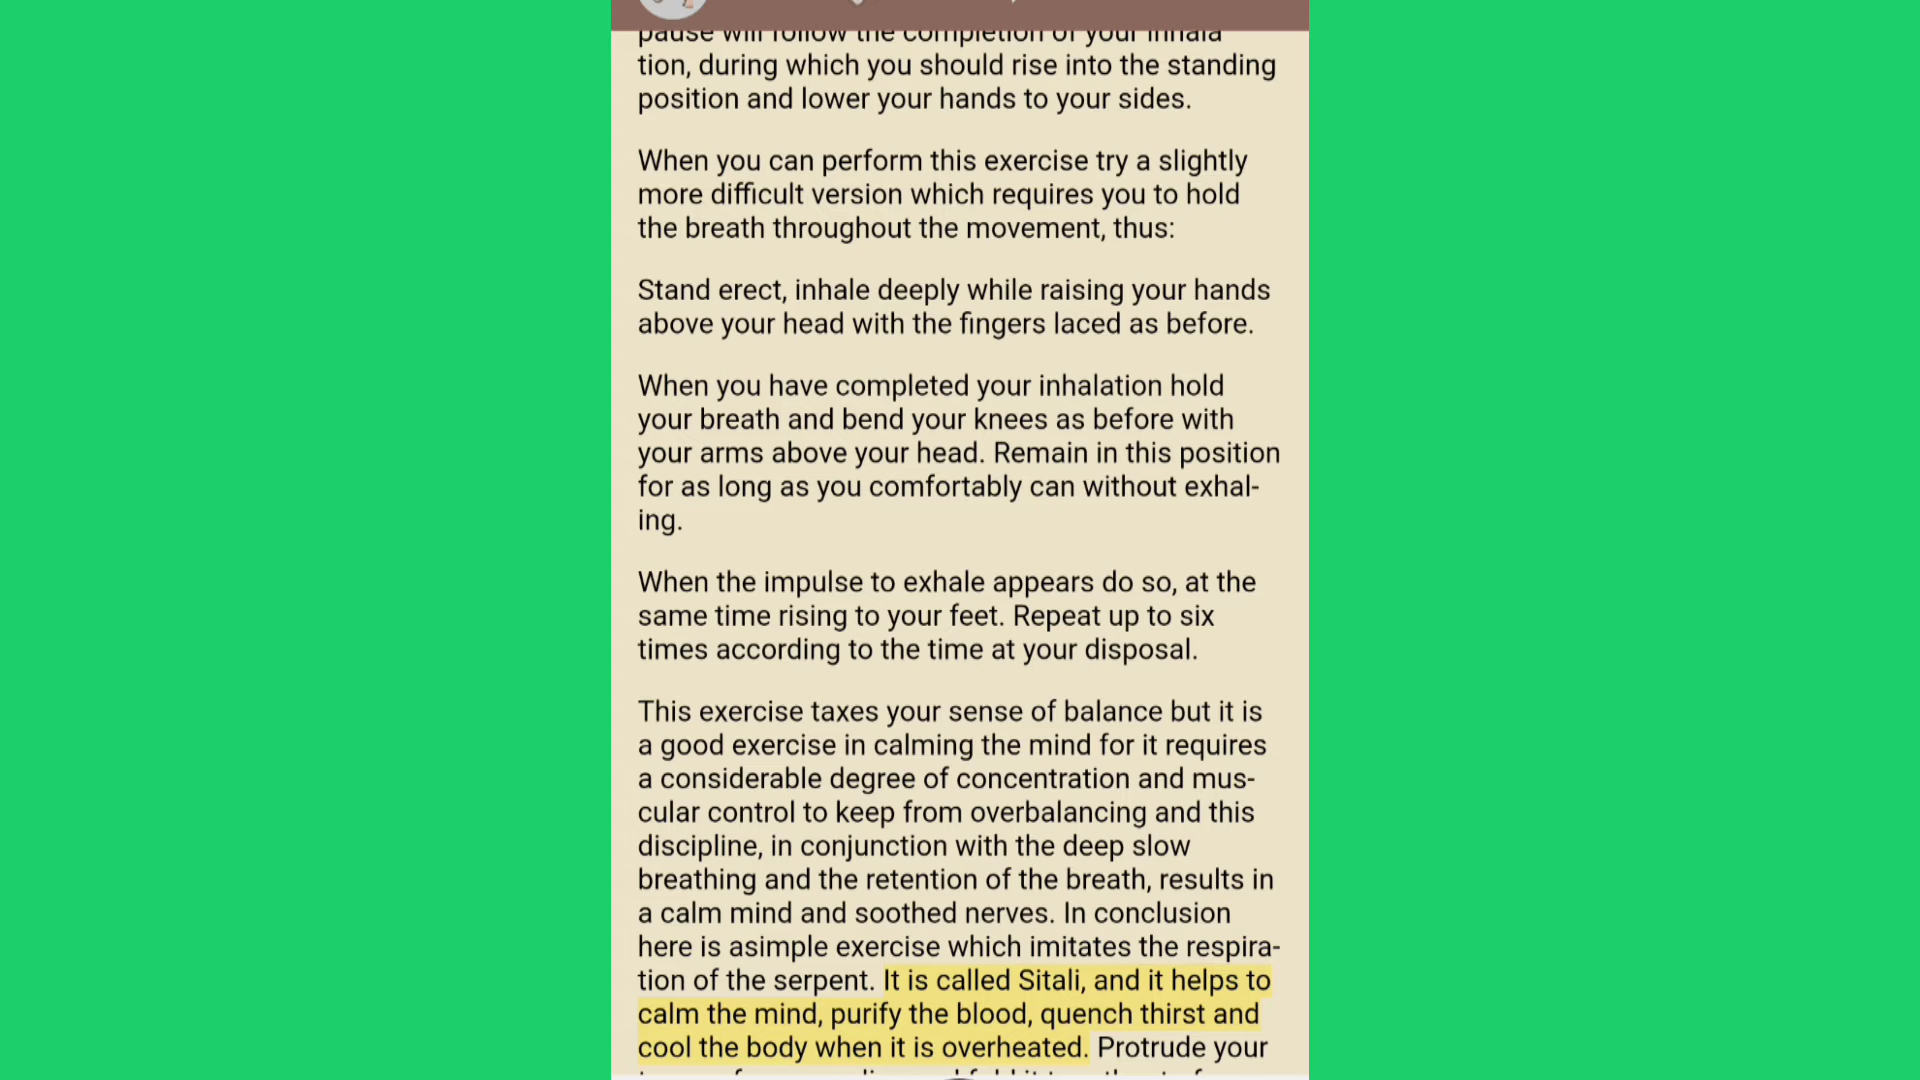 pause will follow the completion of your inhala
tion, during which you should rise into the standing
position and lower your hands to your sides.
When you can perform this exercise try a slightly
more difficult version which requires you to hold
the breath throughout the movement, thus:
Stand erect, inhale deeply while raising your hands
above your head with the fingers laced as before.
When you have completed your inhalation hold
your breath and bend your knees as before with
your arms above your head. Remain in this position
for as long as you comfortably can without exhal-
ing.
When the impulse to exhale appears do so, at the
same time rising to your feet. Repeat up to six
times according to the time at your disposal.
This exercise taxes your sense of balance but it is
a good exercise in calming the mind for it requires
a considerable degree of concentration and mus-
cular control to keep from overbalancing and this
discipline, in conjunction with the deep slow
breathing and the retention of the breath, results in
a calm mind and soothed nerves. In conclusion
here is asimple exercise which imitates the respira-
tion of the serpent. It is called Sitali, and it helps to
calm the mind, purify the blood, quench thirst and
cool the body when it is overheated. Protrude your